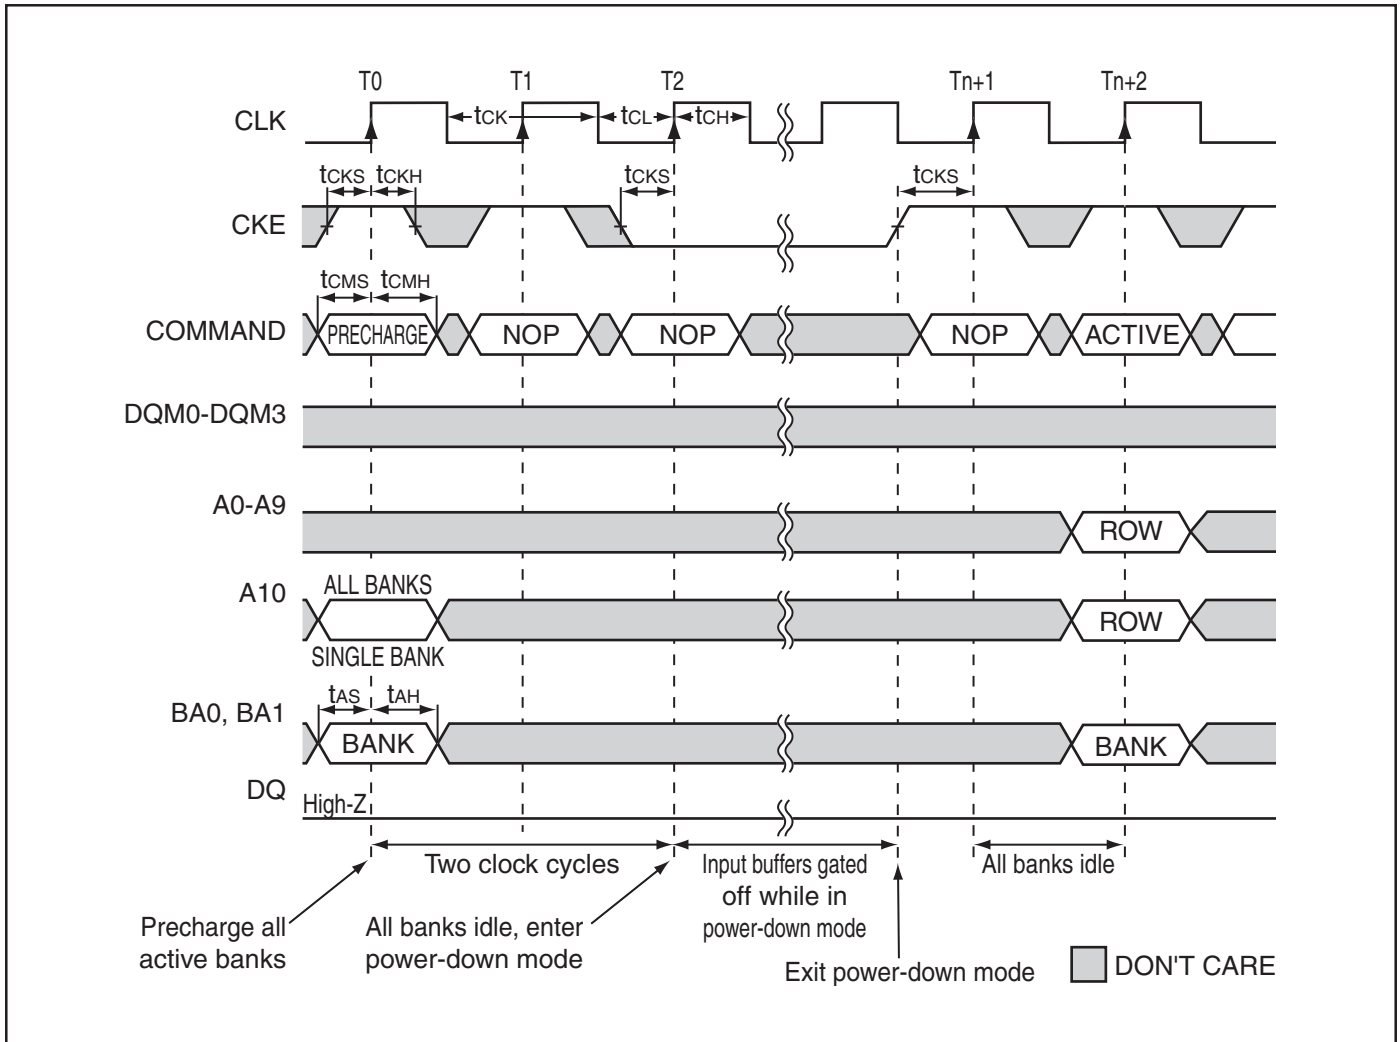 T0 T1 T2 Tn+1 Tn+2
CLK tCK tCL tCH
tCKS tCKH tCKS tCKS
CKE
tCMS tCMH
COMMAND PRECHARGE NOP NOP NOP ACTIVE
DQM0-DQM3
A0-A9 ROW
A10 ALL BANKS ROW
SINGLE BANK
tAS tAH
BA0, BA1 BANK BANK
DQ High-Z
Two clock cycles
Input buffers gated
off while in
power-down mode
All banks idle
Precharge all
active banks
All banks idle, enter
power-down mode
Exit power-down mode
DON'T CARE